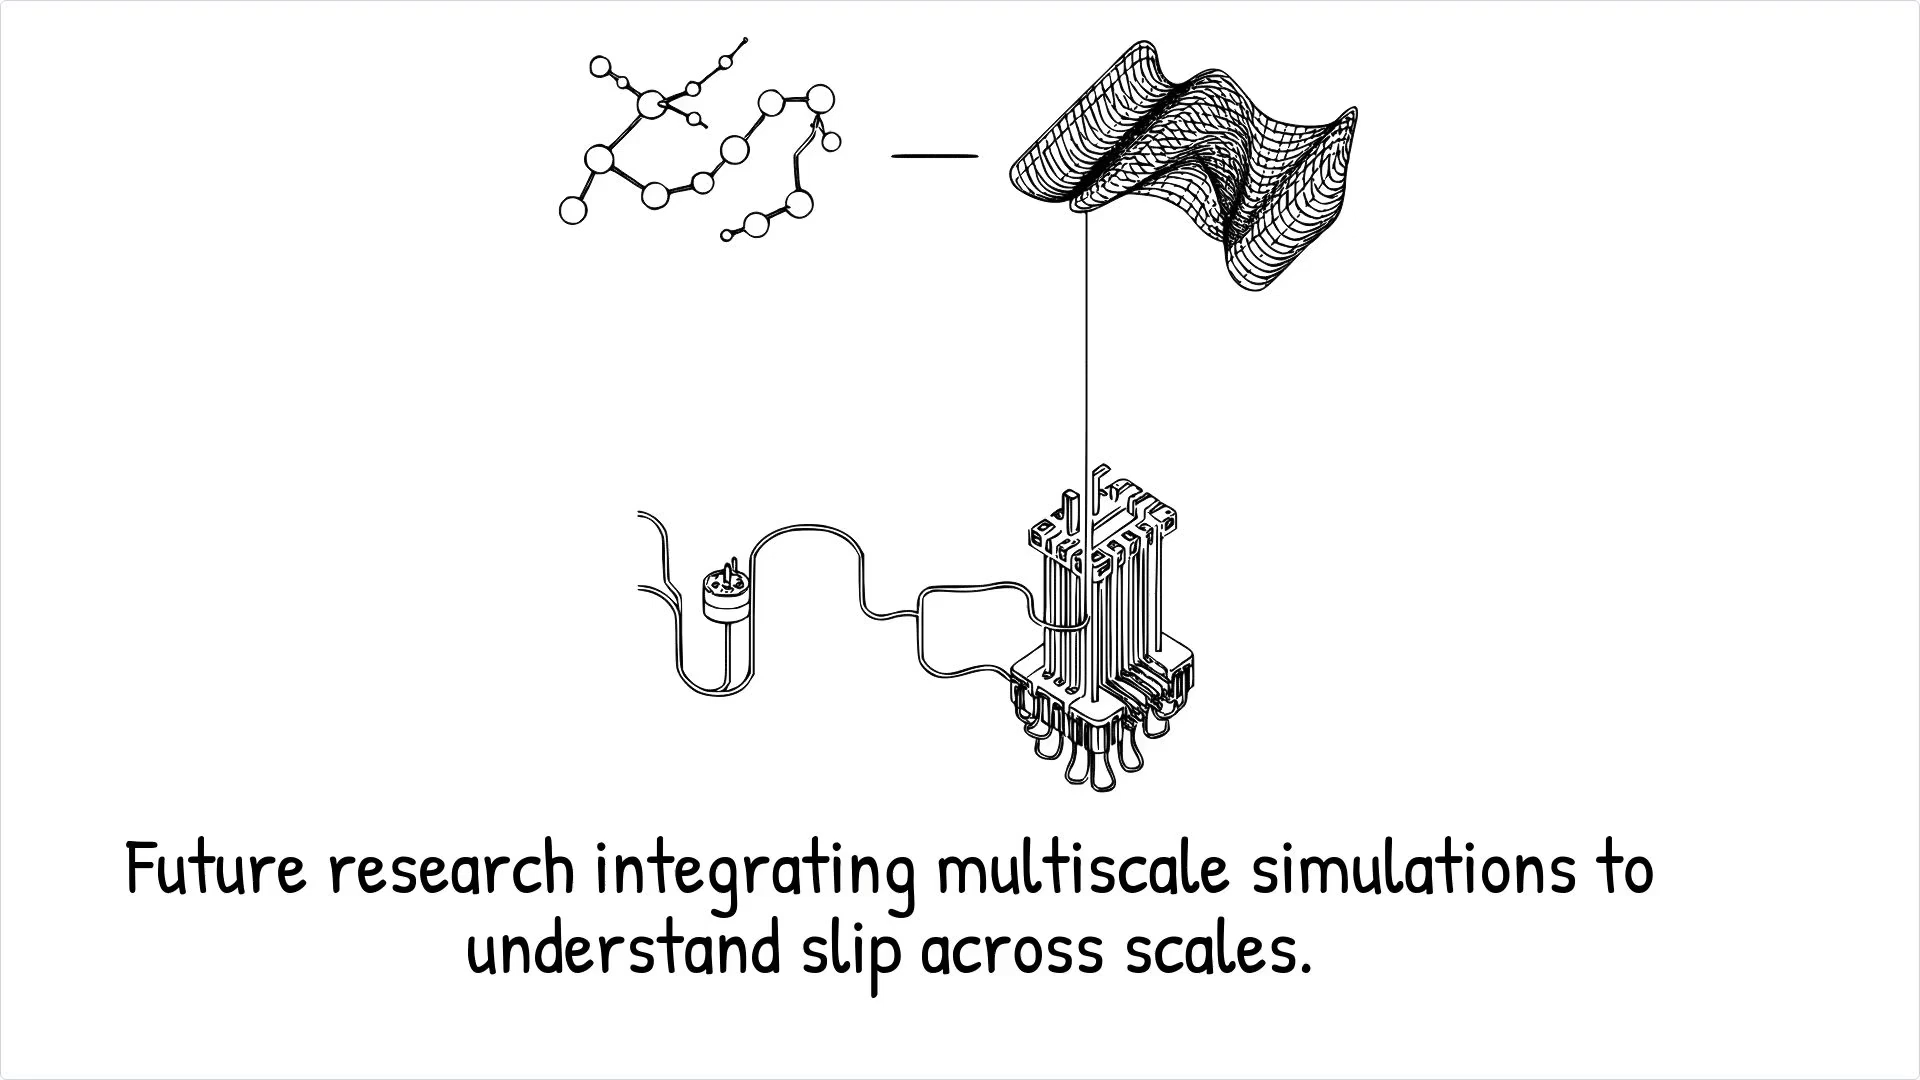 Future research integrating multiscale simulations to
understand slip across scales.